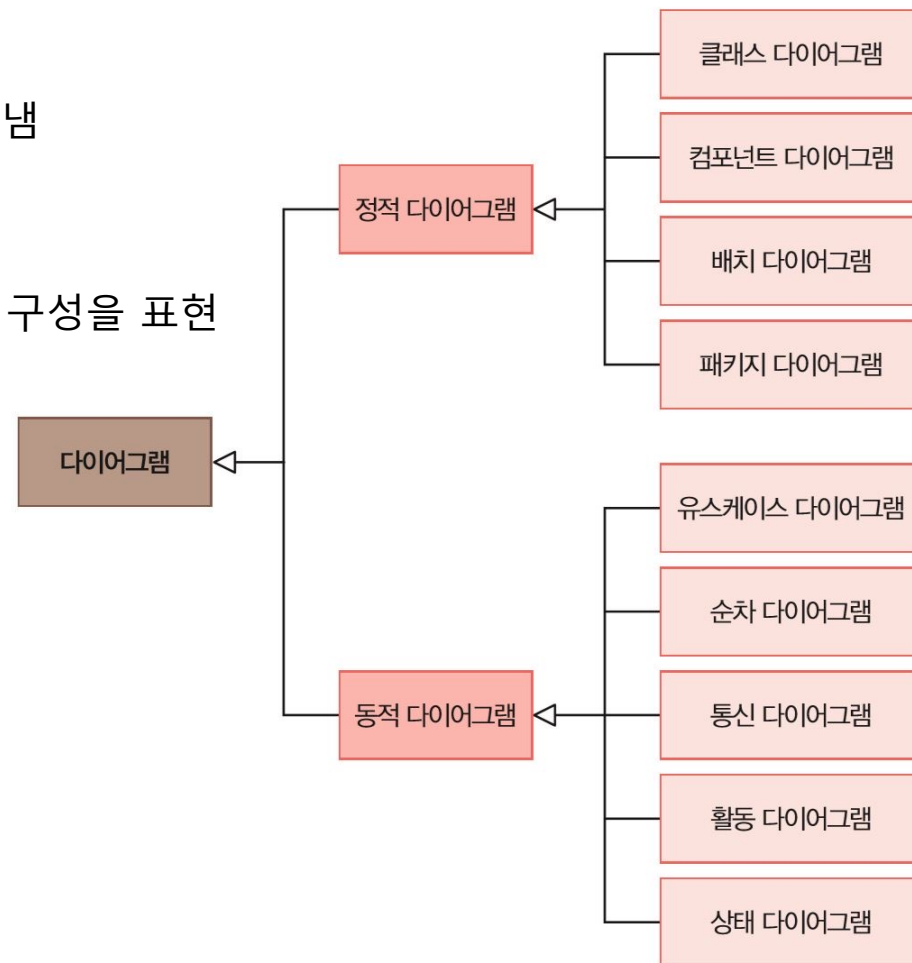 냄
구성을 표현
다이어그램
정적 다이어그램
클래스 다이어그램
컴포넌트 다이어그램
배치 다이어그램
패키지 다이어그램
동적 다이어그램
유스케이스 다이어그램
순차 다이어그램
통신 다이어그램
활동 다이어그램
상태 다이어그램